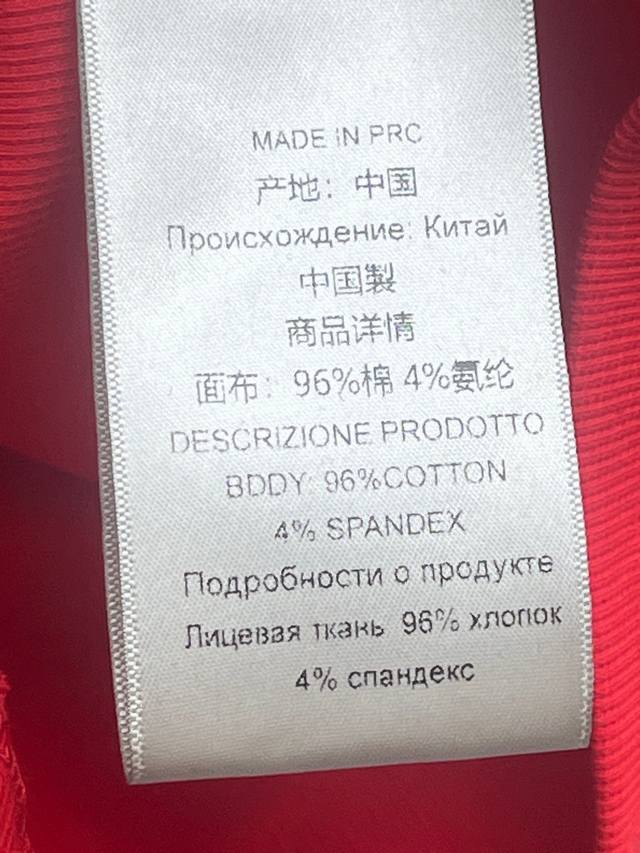 MADE IN PRC
产地：中国
Происхождение: Китай
中国製
商品详情
面布：96%棉 4%氨纶
DESCRIZIONE PRODOTTO
BDDY: 96%COTTON
4% SPANDEX
Подробности о продукте
Лицевая ткань 96% хлопок
4% спандекс